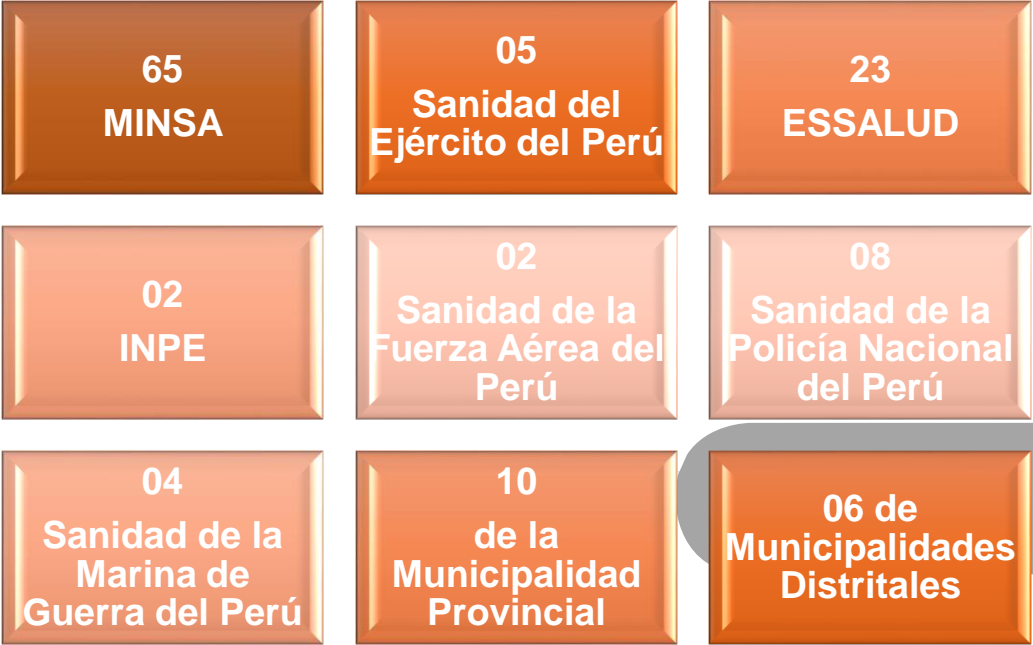 65
MINSA
05
Sanidad del
Ejército del Perú
23
ESSALUD
02
INPE
02
Sanidad de la
Fuerza Aérea del
Perú
08
Sanidad de la
Policía Nacional
del Perú
04
Sanidad de la
Marina de
Guerra del Perú
10
de la
Municipalidad
Provincial
06 de
Municipalidades
Distritales